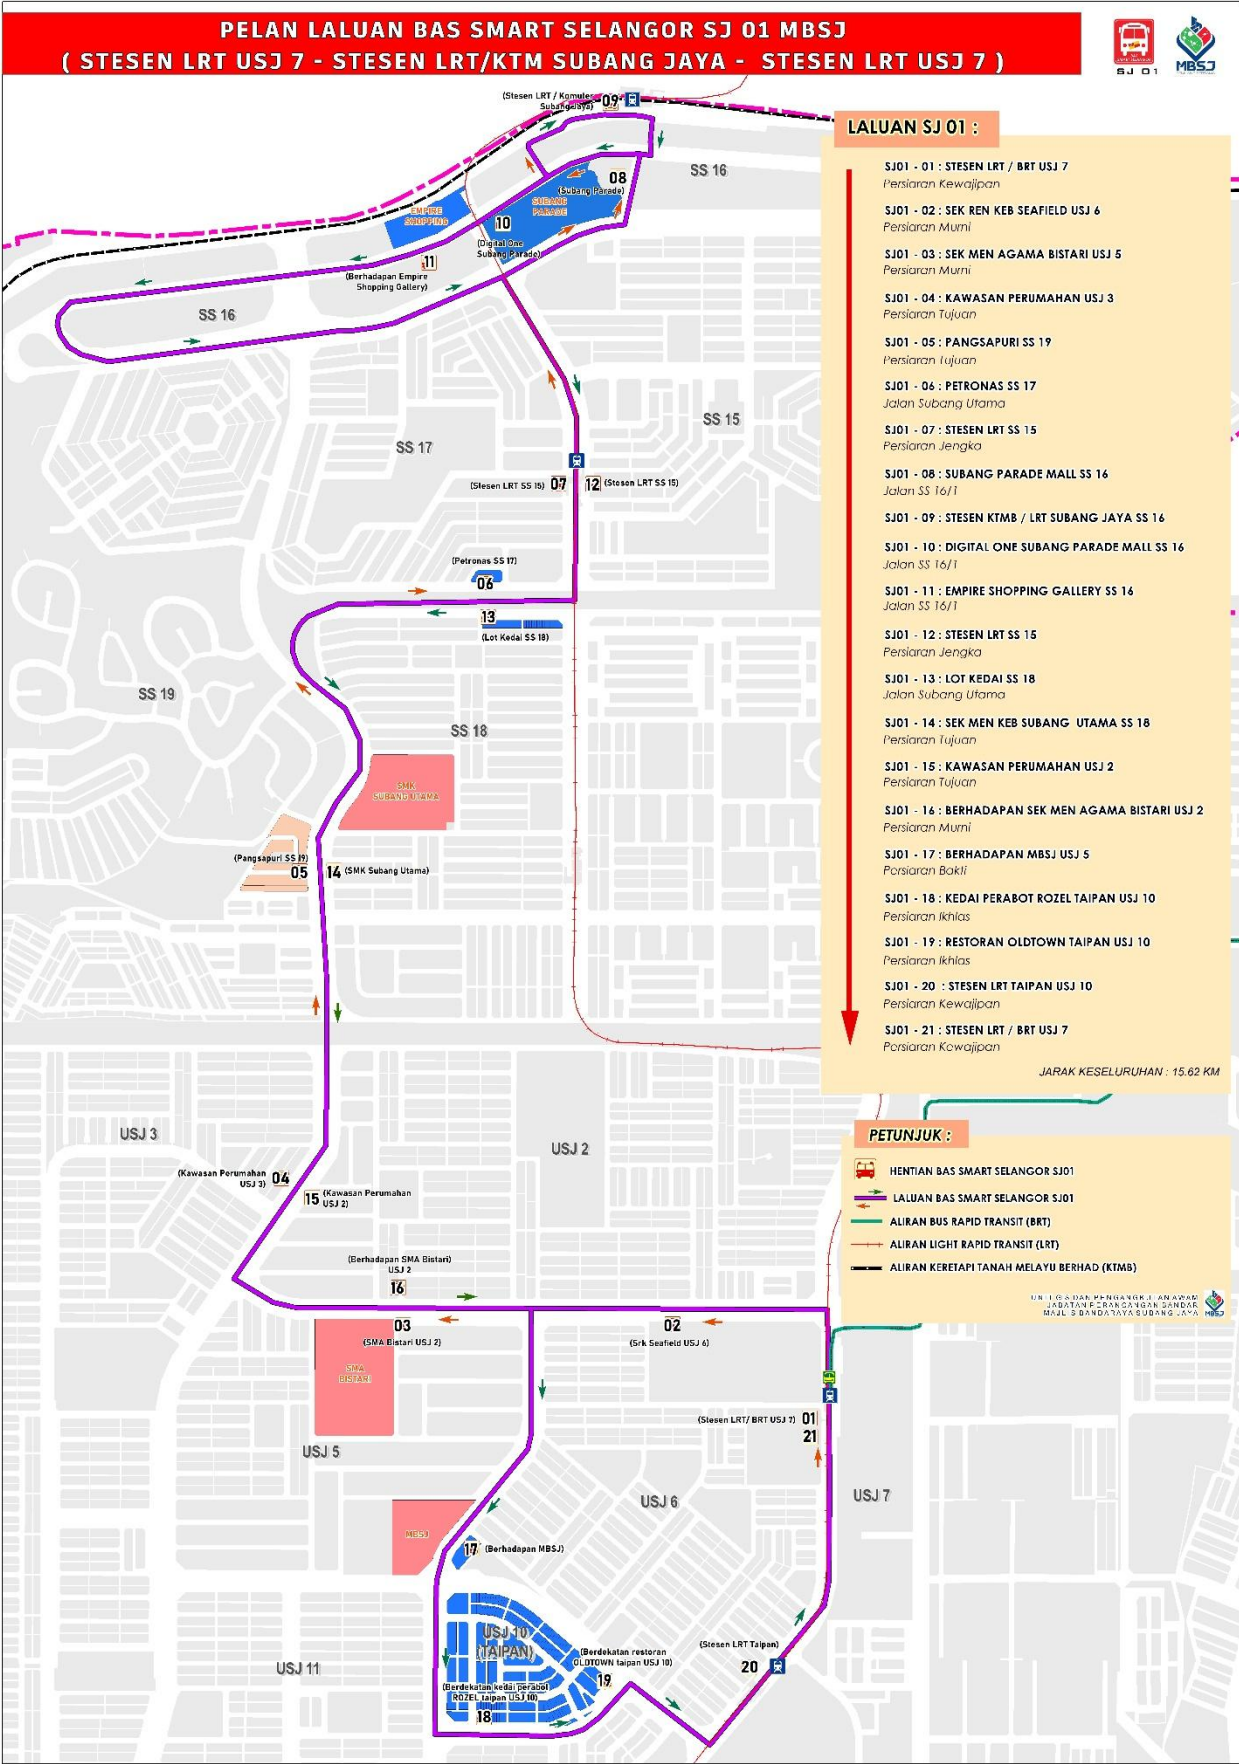 PELAN LALUAN BAS SMART SELANGOR SJ 01 MBSJ
( STESEN LRT USJ 7 - STESEN LRT/KTM SUBANG JAYA - STESEN LRT USJ 7 )
SJ 01
MBSJ
LALUAN SJ 01 :
SJ01 - 01 : STESEN LRT / BRT USJ 7
Persiaran Kewajipan
SJ01 - 02 : SEK REN KEB SEAFIELD USJ 6
Persiaran Murni
SJ01 - 03 : SEK MEN AGAMA BISTARI USJ 5
Persiaran Murni
SJ01 - 04 : KAWASAN PERUMAHAN USJ 3
Persiaran Tujuan
SJ01 - 05 : PANGSAPURI SS 19
Persiaran Tujuan
SJ01 - 06 : PETRONAS SS 17
Jalan Subang Utama
SJ01 - 07 : STESEN LRT SS 15
Persiaran Jengka
SJ01 - 08 : SUBANG PARADE MALL SS 16
Jalan SS 16/1
SJ01 - 09 : STESEN KTMB / LRT SUBANG JAYA SS 16
SJ01 - 10 : DIGITAL ONE SUBANG PARADE MALL SS 16
Jalan SS 16/1
SJ01 - 11 : EMPIRE SHOPPING GALLERY SS 16
Jalan SS 16/1
SJ01 - 12 : STESEN LRT SS 15
Persiaran Jengka
SJ01 - 13 : LOT KEDAI SS 18
Jalan Subang Utama
SJ01 - 14 : SEK MEN KEB SUBANG UTAMA SS 18
Persiaran Tujuan
SJ01 - 15 : KAWASAN PERUMAHAN USJ 2
Persiaran Tujuan
SJ01 - 16 : BERHADAPAN SEK MEN AGAMA BISTARI USJ 2
Persiaran Murni
SJ01 - 17 : BERHADAPAN MBSJ USJ 5
Persiaran Bakti
SJ01 - 18 : KEDAI PERABOT ROZEL TAIPAN USJ 10
Persiaran Ikhlas
SJ01 - 19 : RESTORAN OLDTOWN TAIPAN USJ 10
Persiaran Ikhlas
SJ01 - 20 : STESEN LRT TAIPAN USJ 10
Persiaran Kewajipan
SJ01 - 21 : STESEN LRT / BRT USJ 7
Persiaran Kewajipan
JARAK KESELURUHAN : 15.62 KM
PETUNJUK :
HENTIAN BAS SMART SELANGOR SJ01
LALUAN BAS SMART SELANGOR SJ01
ALIRAN BUS RAPID TRANSIT (BRT)
ALIRAN LIGHT RAPID TRANSIT (LRT)
ALIRAN KERETAPI TANAH MELAYU BERHAD (KTMB)
UNIT GIS DAN PENGANGKUTAN AWAM
JABATAN PERANCANGAN BANDAR
MAJLIS BANDARAYA SUBANG JAYA
MBSJ
(Stesen LRT / Komuter
Subang Jaya)
09
SS 16
08
(Subang Parade)
SUBANG
PARADE
EMPIRE
SHOPPING
10
(Digital One
Subang Parade)
11
(Berhadapan Empire
Shopping Gallery)
SS 16
SS 15
SS 17
(Stesen LRT SS 15)
07
12
(Stesen LRT SS 15)
(Petronas SS 17)
06
13
(Lot Kedai SS 18)
SS 19
SS 18
SMK
SUBANG UTAMA
(Pangsapuri SS 19)
05
14
(SMK Subang Utama)
USJ 3
USJ 2
(Kawasan Perumahan
USJ 3)
04
15
(Kawasan Perumahan
USJ 2)
(Berhadapan SMA Bistari)
USJ 2
16
03
(SMA Bistari USJ 2)
02
(Srk Seafield USJ 6)
SMA
BISTARI
(Stesen LRT/ BRT USJ 7)
01
21
USJ 5
USJ 6
USJ 7
MBSJ
17
(Berhadapan MBSJ)
USJ 10
(TAIPAN)
(Stesen LRT Taipan)
20
(Berdekatan restoran
OLDTOWN taipan USJ 10)
19
USJ 11
(Berdekatan kedai perabot
ROZEL taipan USJ 10)
18